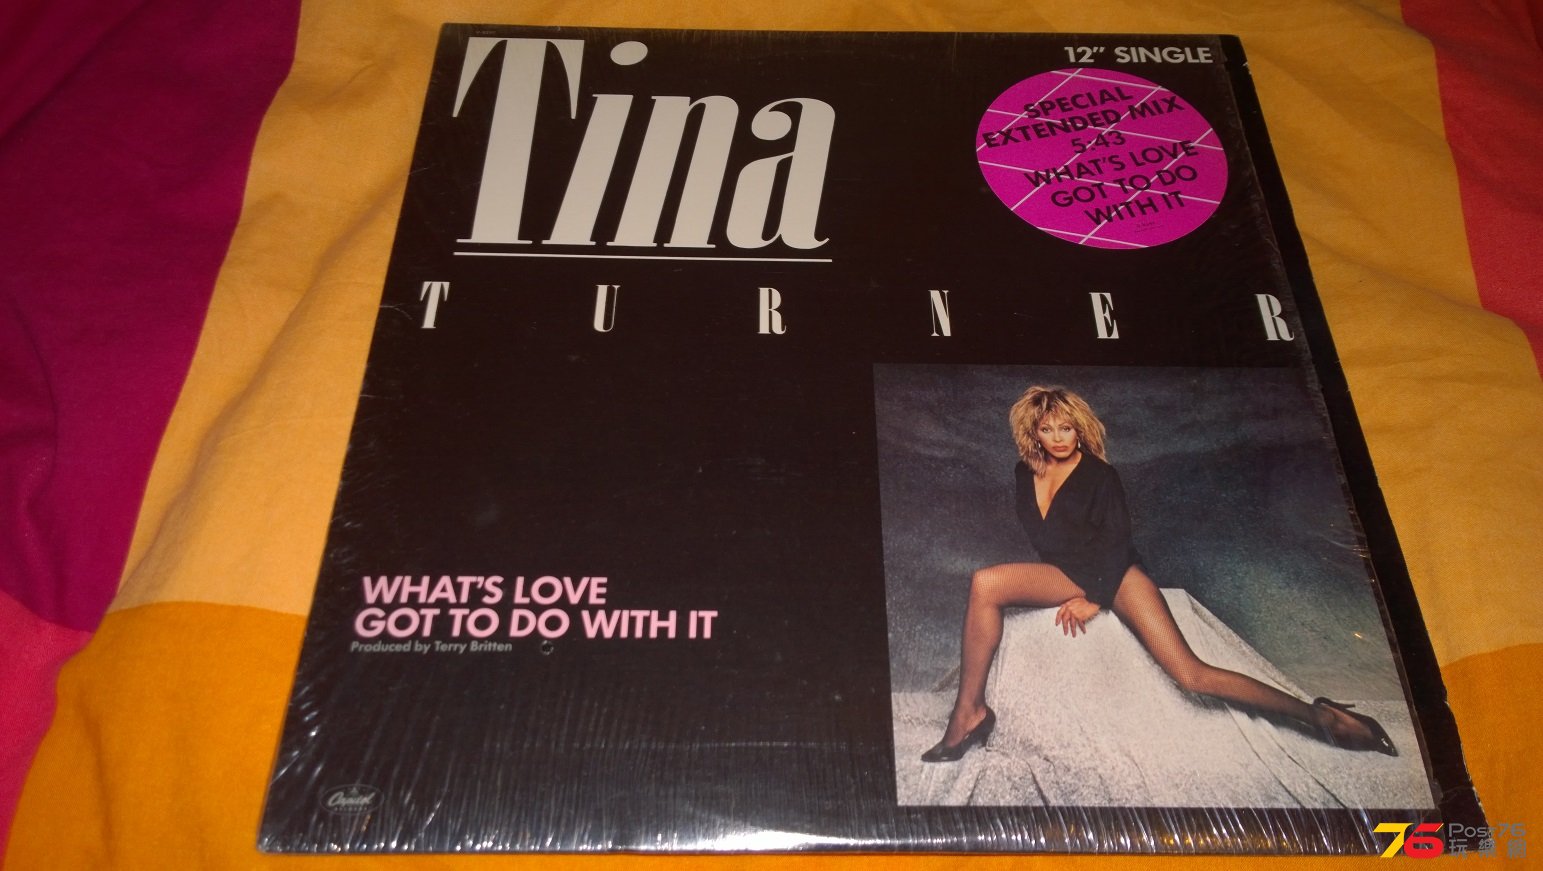 Tina
TURNER
12” SINGLE
SPECIAL
EXTENDED MIX
5:43
WHAT'S LOVE
GOT TO DO
WITH IT
WHAT'S LOVE
GOT TO DO WITH IT
Produced by Terry Britten
Capitol
76 Post76
玩樂網